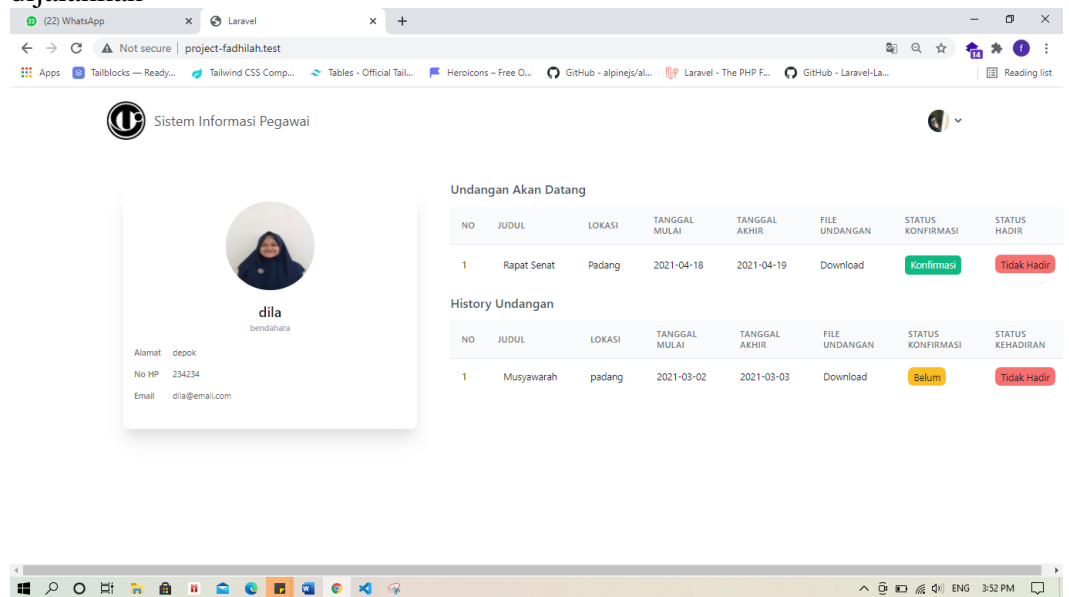 (22) WhatsApp
Laravel
Not secure | project-fadhilah.test
Apps Tailblocks — Ready... Tailwind CSS Comp... Tables - Official Tail... Heroicons – Free O... GitHub - alpinejs/al... Laravel - The PHP F... GitHub - Laravel-La... Reading list
14
f
Sistem Informasi Pegawai
dila
bendahara
Alamat depok
No HP 234234
Email dila@email.com
Undangan Akan Datang
NO JUDUL LOKASI TANGGAL MULAI TANGGAL AKHIR FILE UNDANGAN STATUS KONFIRMASI STATUS HADIR
1 Rapat Senat Padang 2021-04-18 2021-04-19 Download Konfirmasi Tidak Hadir
History Undangan
NO JUDUL LOKASI TANGGAL MULAI TANGGAL AKHIR FILE UNDANGAN STATUS KONFIRMASI STATUS KEHADIRAN
1 Musyawarah padang 2021-03-02 2021-03-03 Download Belum Tidak Hadir
ENG 3:52 PM